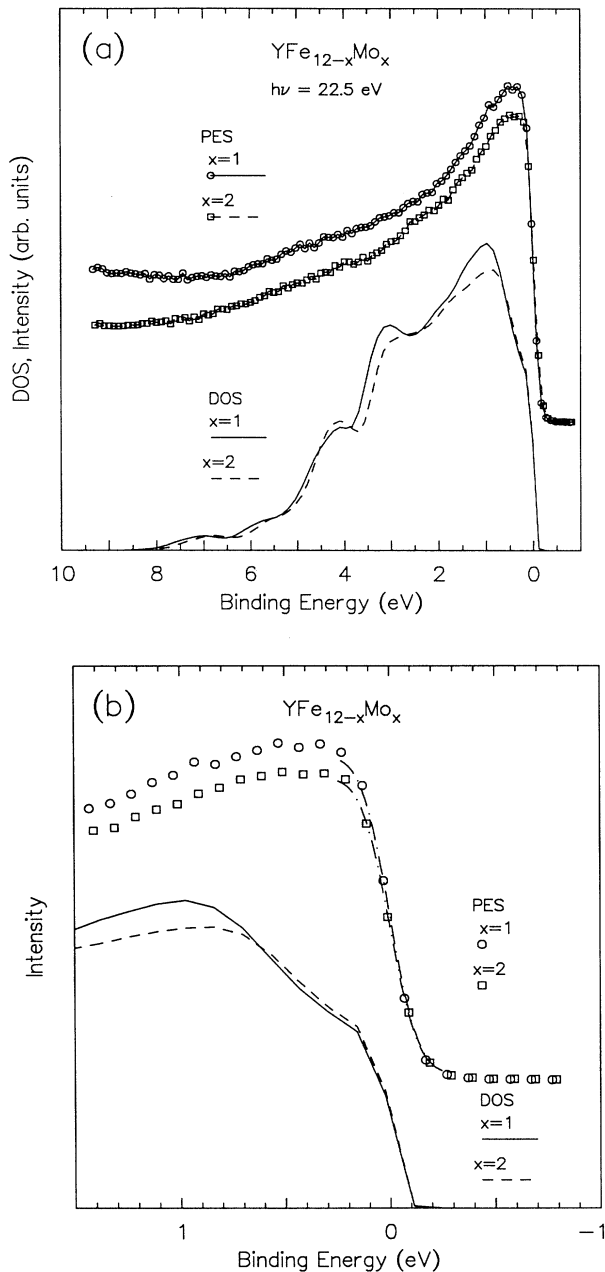 (a)
YFe12-xMox
hν = 22.5 eV
PES
x=1
x=2
DOS
x=1
x=2
DOS, Intensity (arb. units)
10 8 6 4 2 0
Binding Energy (eV)
(b)
YFe12-xMox
PES
x=1
x=2
DOS
x=1
x=2
Intensity
1 0 −1
Binding Energy (eV)